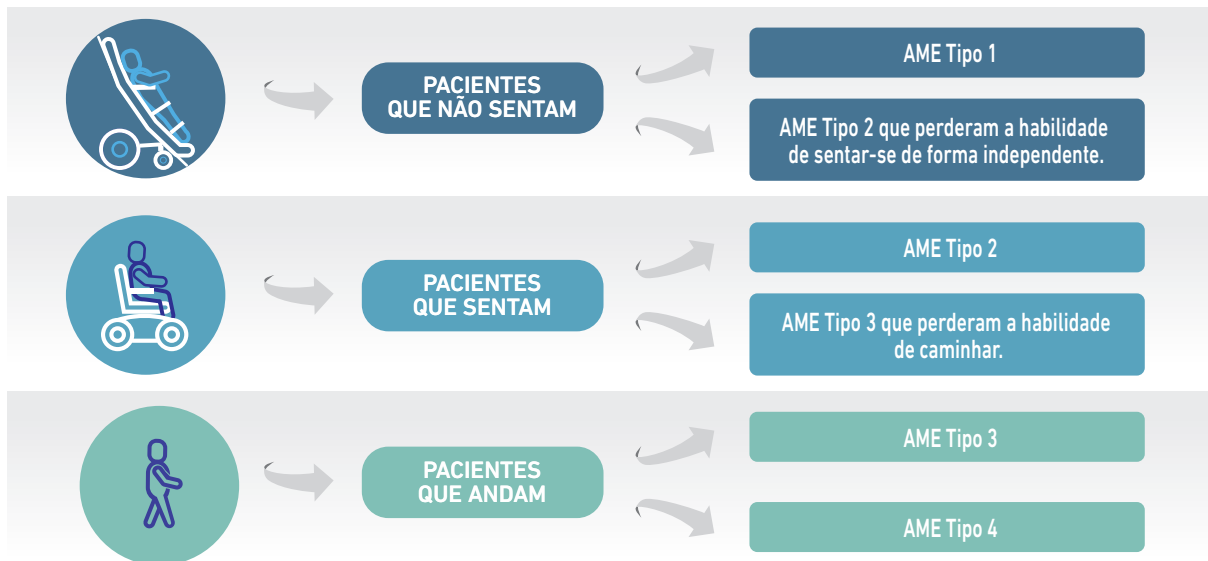 PACIENTES
QUE NÃO SENTAM
AME Tipo 1
AME Tipo 2 que perderam a habilidade
de sentar-se de forma independente.
PACIENTES
QUE SENTAM
AME Tipo 2
AME Tipo 3 que perderam a habilidade
de caminhar.
PACIENTES
QUE ANDAM
AME Tipo 3
AME Tipo 4